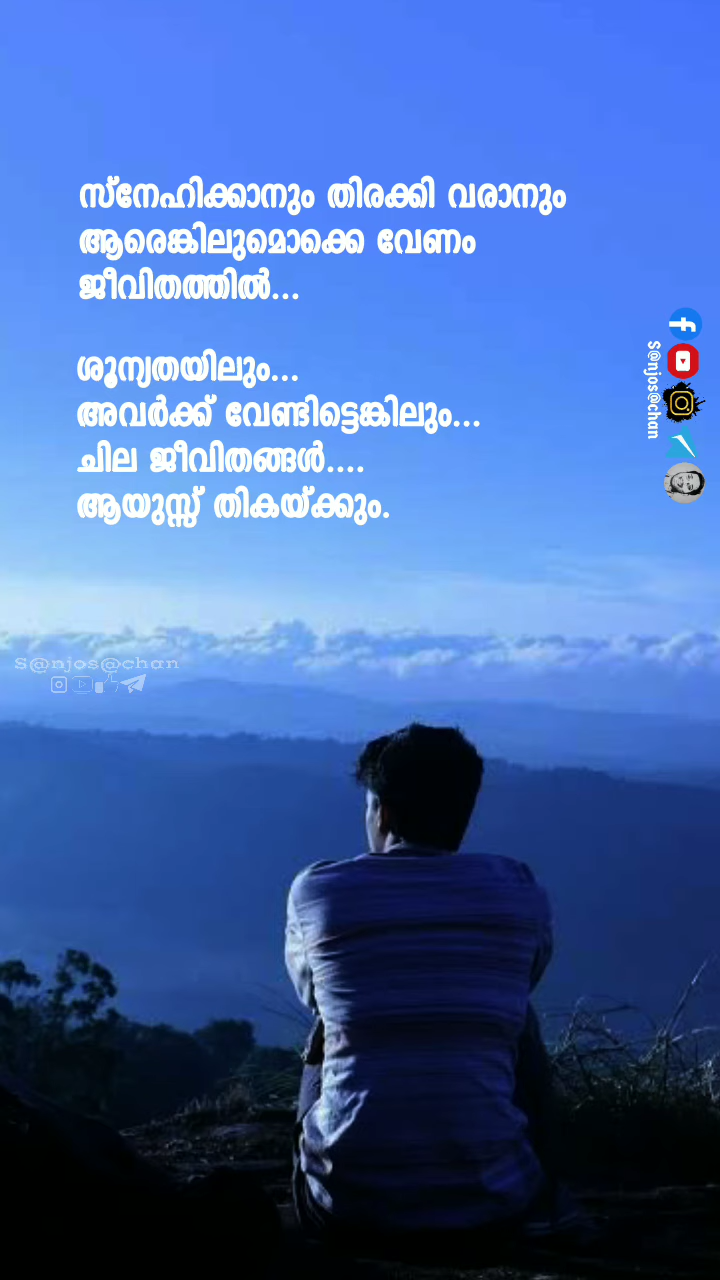 സ്നേഹിക്കാനും തിരക്കി വരാനും
ആരെങ്കിലുമൊക്കെ വേണം
ജീവിതത്തിൽ...
ശൂന്യതയിലും...
അവർക്ക് വേണ്ടിട്ടെങ്കിലും...
ചില ജീവിതങ്ങൾ....
ആയുസ്സ് തികയ്ക്കും.
S@njos@chan
S@njos@chan